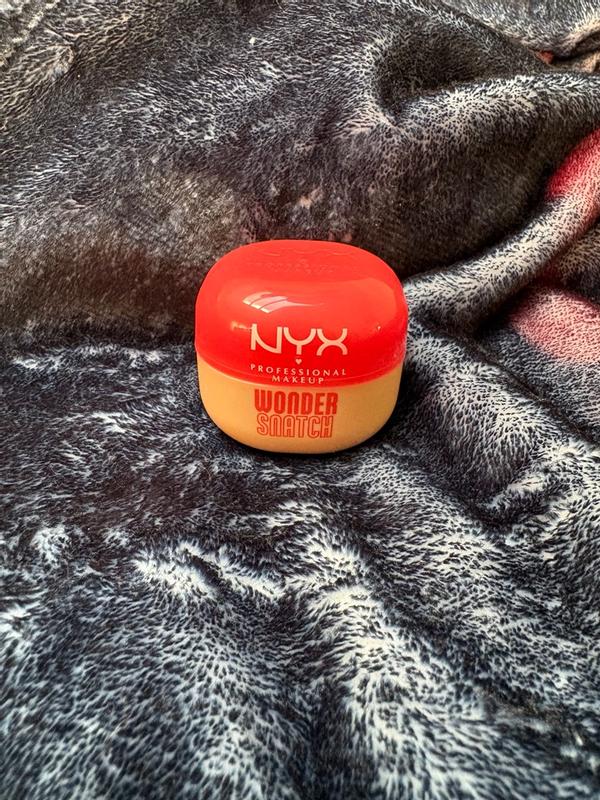 NYX
PROFESSIONAL
MAKEUP
WONDER
SNATCH